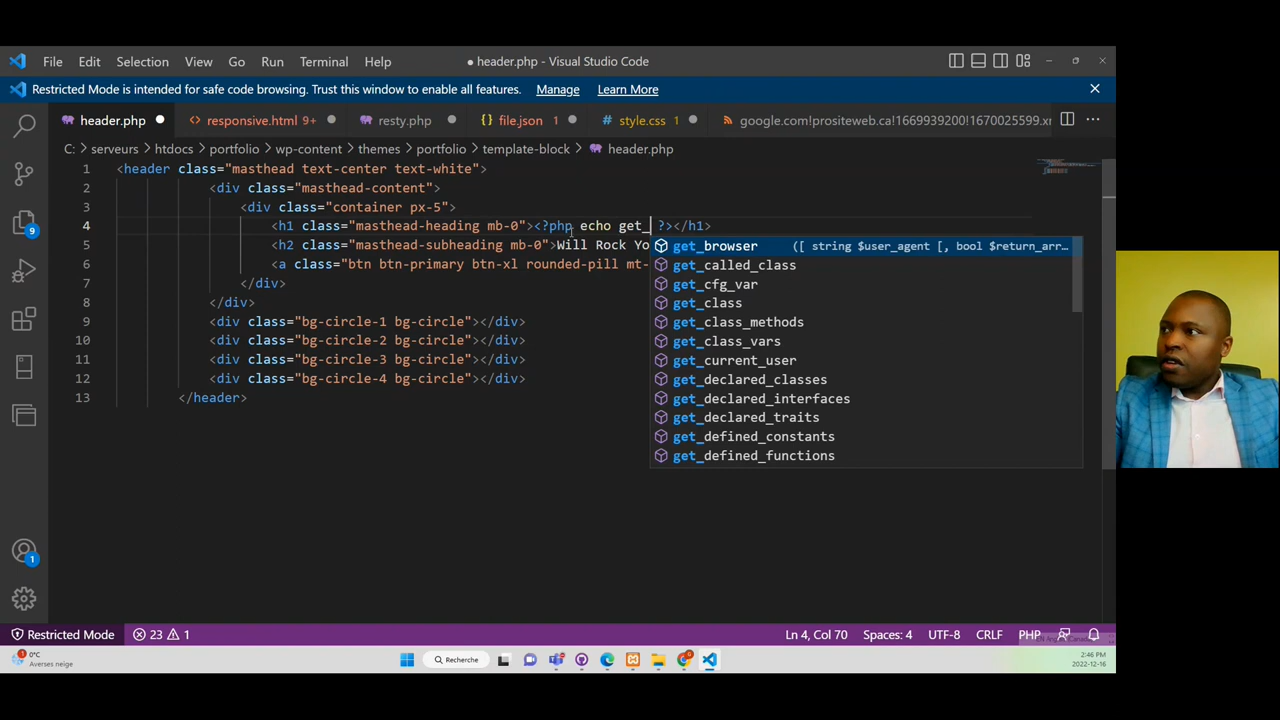 File Edit Selection View Go Run Terminal Help
● header.php - Visual Studio Code
Restricted Mode is intended for safe code browsing. Trust this window to enable all features. Manage Learn More
header.php responsive.html 9+ resty.php file.json 1 style.css 1 google.com!prositeweb.ca!1669939200!1670025599.xr
C: > serveurs > htdocs > portfolio > wp-content > themes > portfolio > template-block > header.php
1 <header class="masthead text-center text-white">
2 <div class="masthead-content">
3 <div class="container px-5">
4 <h1 class="masthead-heading mb-0"><?php echo get_ ?></h1>
5 <h2 class="masthead-subheading mb-0">Will Rock Yo
6 <a class="btn btn-primary btn-xl rounded-pill mt-
7 </div>
8 </div>
9 <div class="bg-circle-1 bg-circle"></div>
10 <div class="bg-circle-2 bg-circle"></div>
11 <div class="bg-circle-3 bg-circle"></div>
12 <div class="bg-circle-4 bg-circle"></div>
13 </header>
get_browser ([ string $user_agent [, bool $return_arr…
get_called_class
get_cfg_var
get_class
get_class_methods
get_class_vars
get_current_user
get_declared_classes
get_declared_interfaces
get_declared_traits
get_defined_constants
get_defined_functions
9
1
Restricted Mode 23 1 Ln 4, Col 70 Spaces: 4 UTF-8 CRLF PHP
1 0°C
Averses neige
Recherche
2:46 PM
2022-12-16